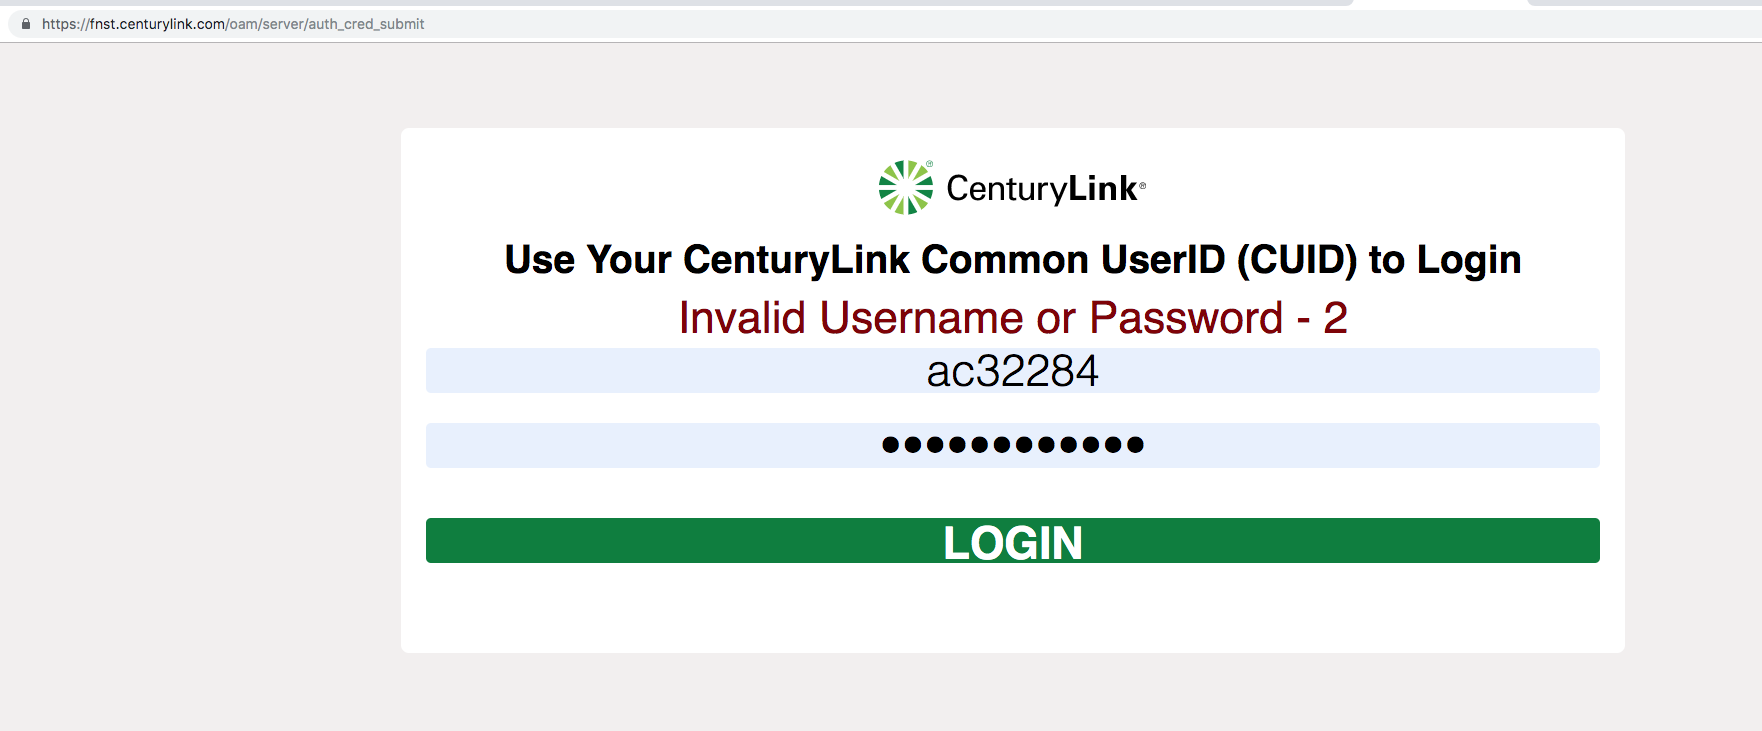 https://fnst.centurylink.com/oam/server/auth_cred_submit
CenturyLink®
Use Your CenturyLink Common UserID (CUID) to Login
Invalid Username or Password - 2
ac32284
••••••••••••
LOGIN